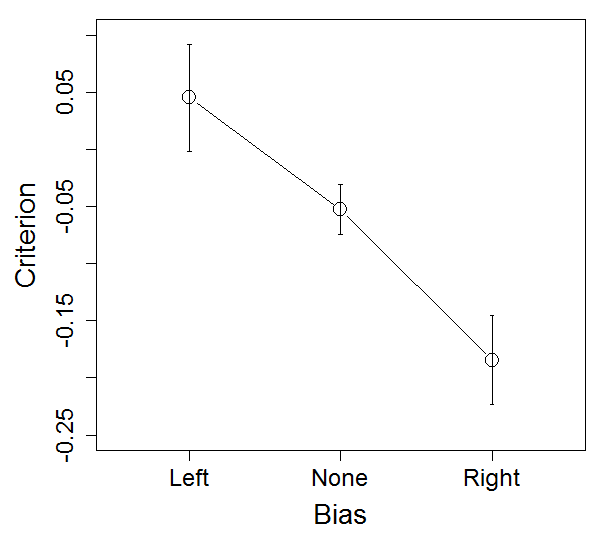 Criterion
0.05
-0.05
-0.15
-0.25
Left None Right
Bias